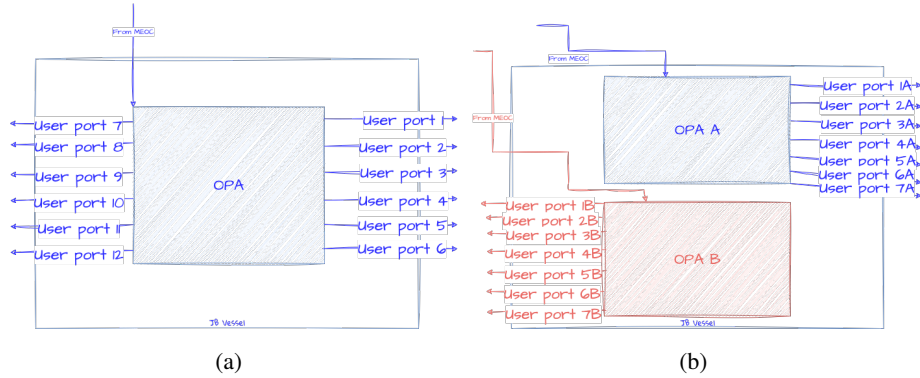 From MEOC
User port 7
User port 8
User port 9
User port 10
User port 11
User port 12
OPA
User port 1
User port 2
User port 3
User port 4
User port 5
User port 6
JB Vessel
(a)
From MEOC
From MEOC
OPA A
User port 1A
User port 2A
User port 3A
User port 4A
User port 5A
User port 6A
User port 7A
User port 1B
User port 2B
User port 3B
User port 4B
User port 5B
User port 6B
User port 7B
OPA B
JB Vessel
(b)